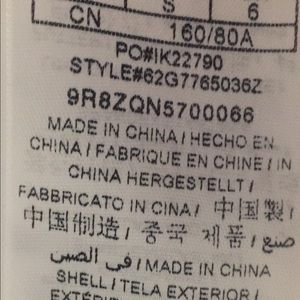 S 6
CN 160/80A
PO#IK22790
STYLE#62G7765036Z
9R8ZQN5700066
MADE IN CHINA / HECHO EN
CHINA / FABRIQUE EN CHINE / IN
CHINA HERGESTELLT /
FABBRICATO IN CINA / 中国製 /
中国制造 / 중국 제품 / صنع
في الصين / MADE IN CHINA
SHELL / TELA EXTERIOR /